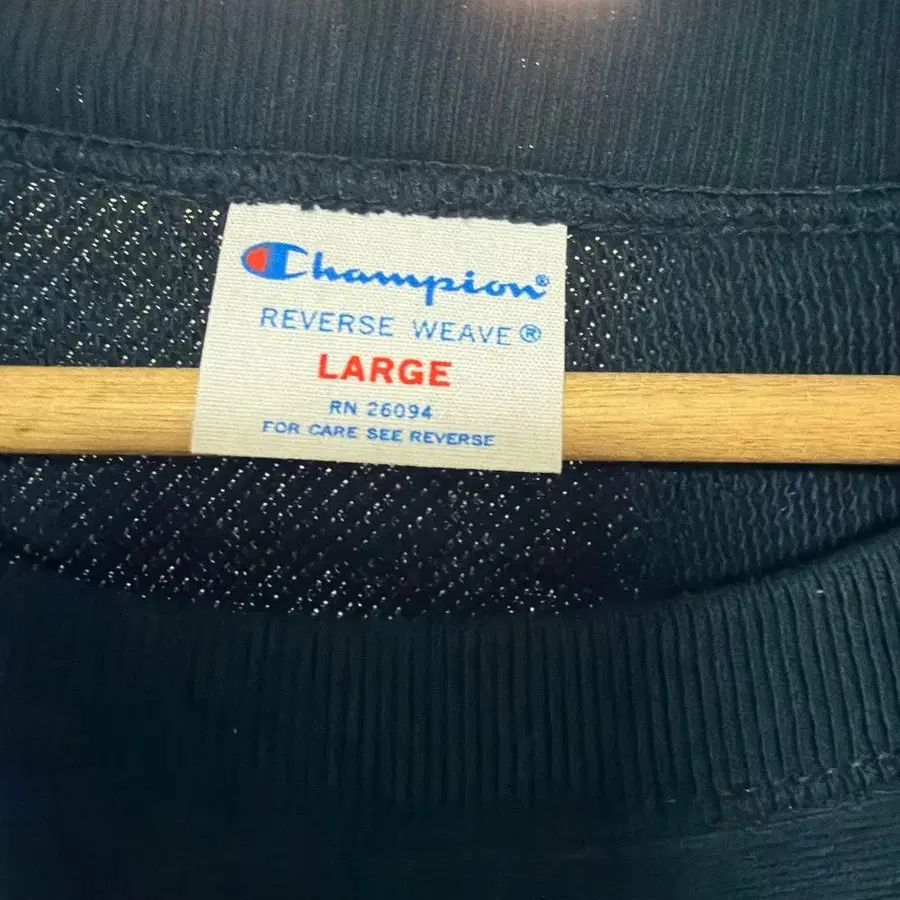 Champion®
REVERSE WEAVE®
LARGE
RN 26094
FOR CARE SEE REVERSE